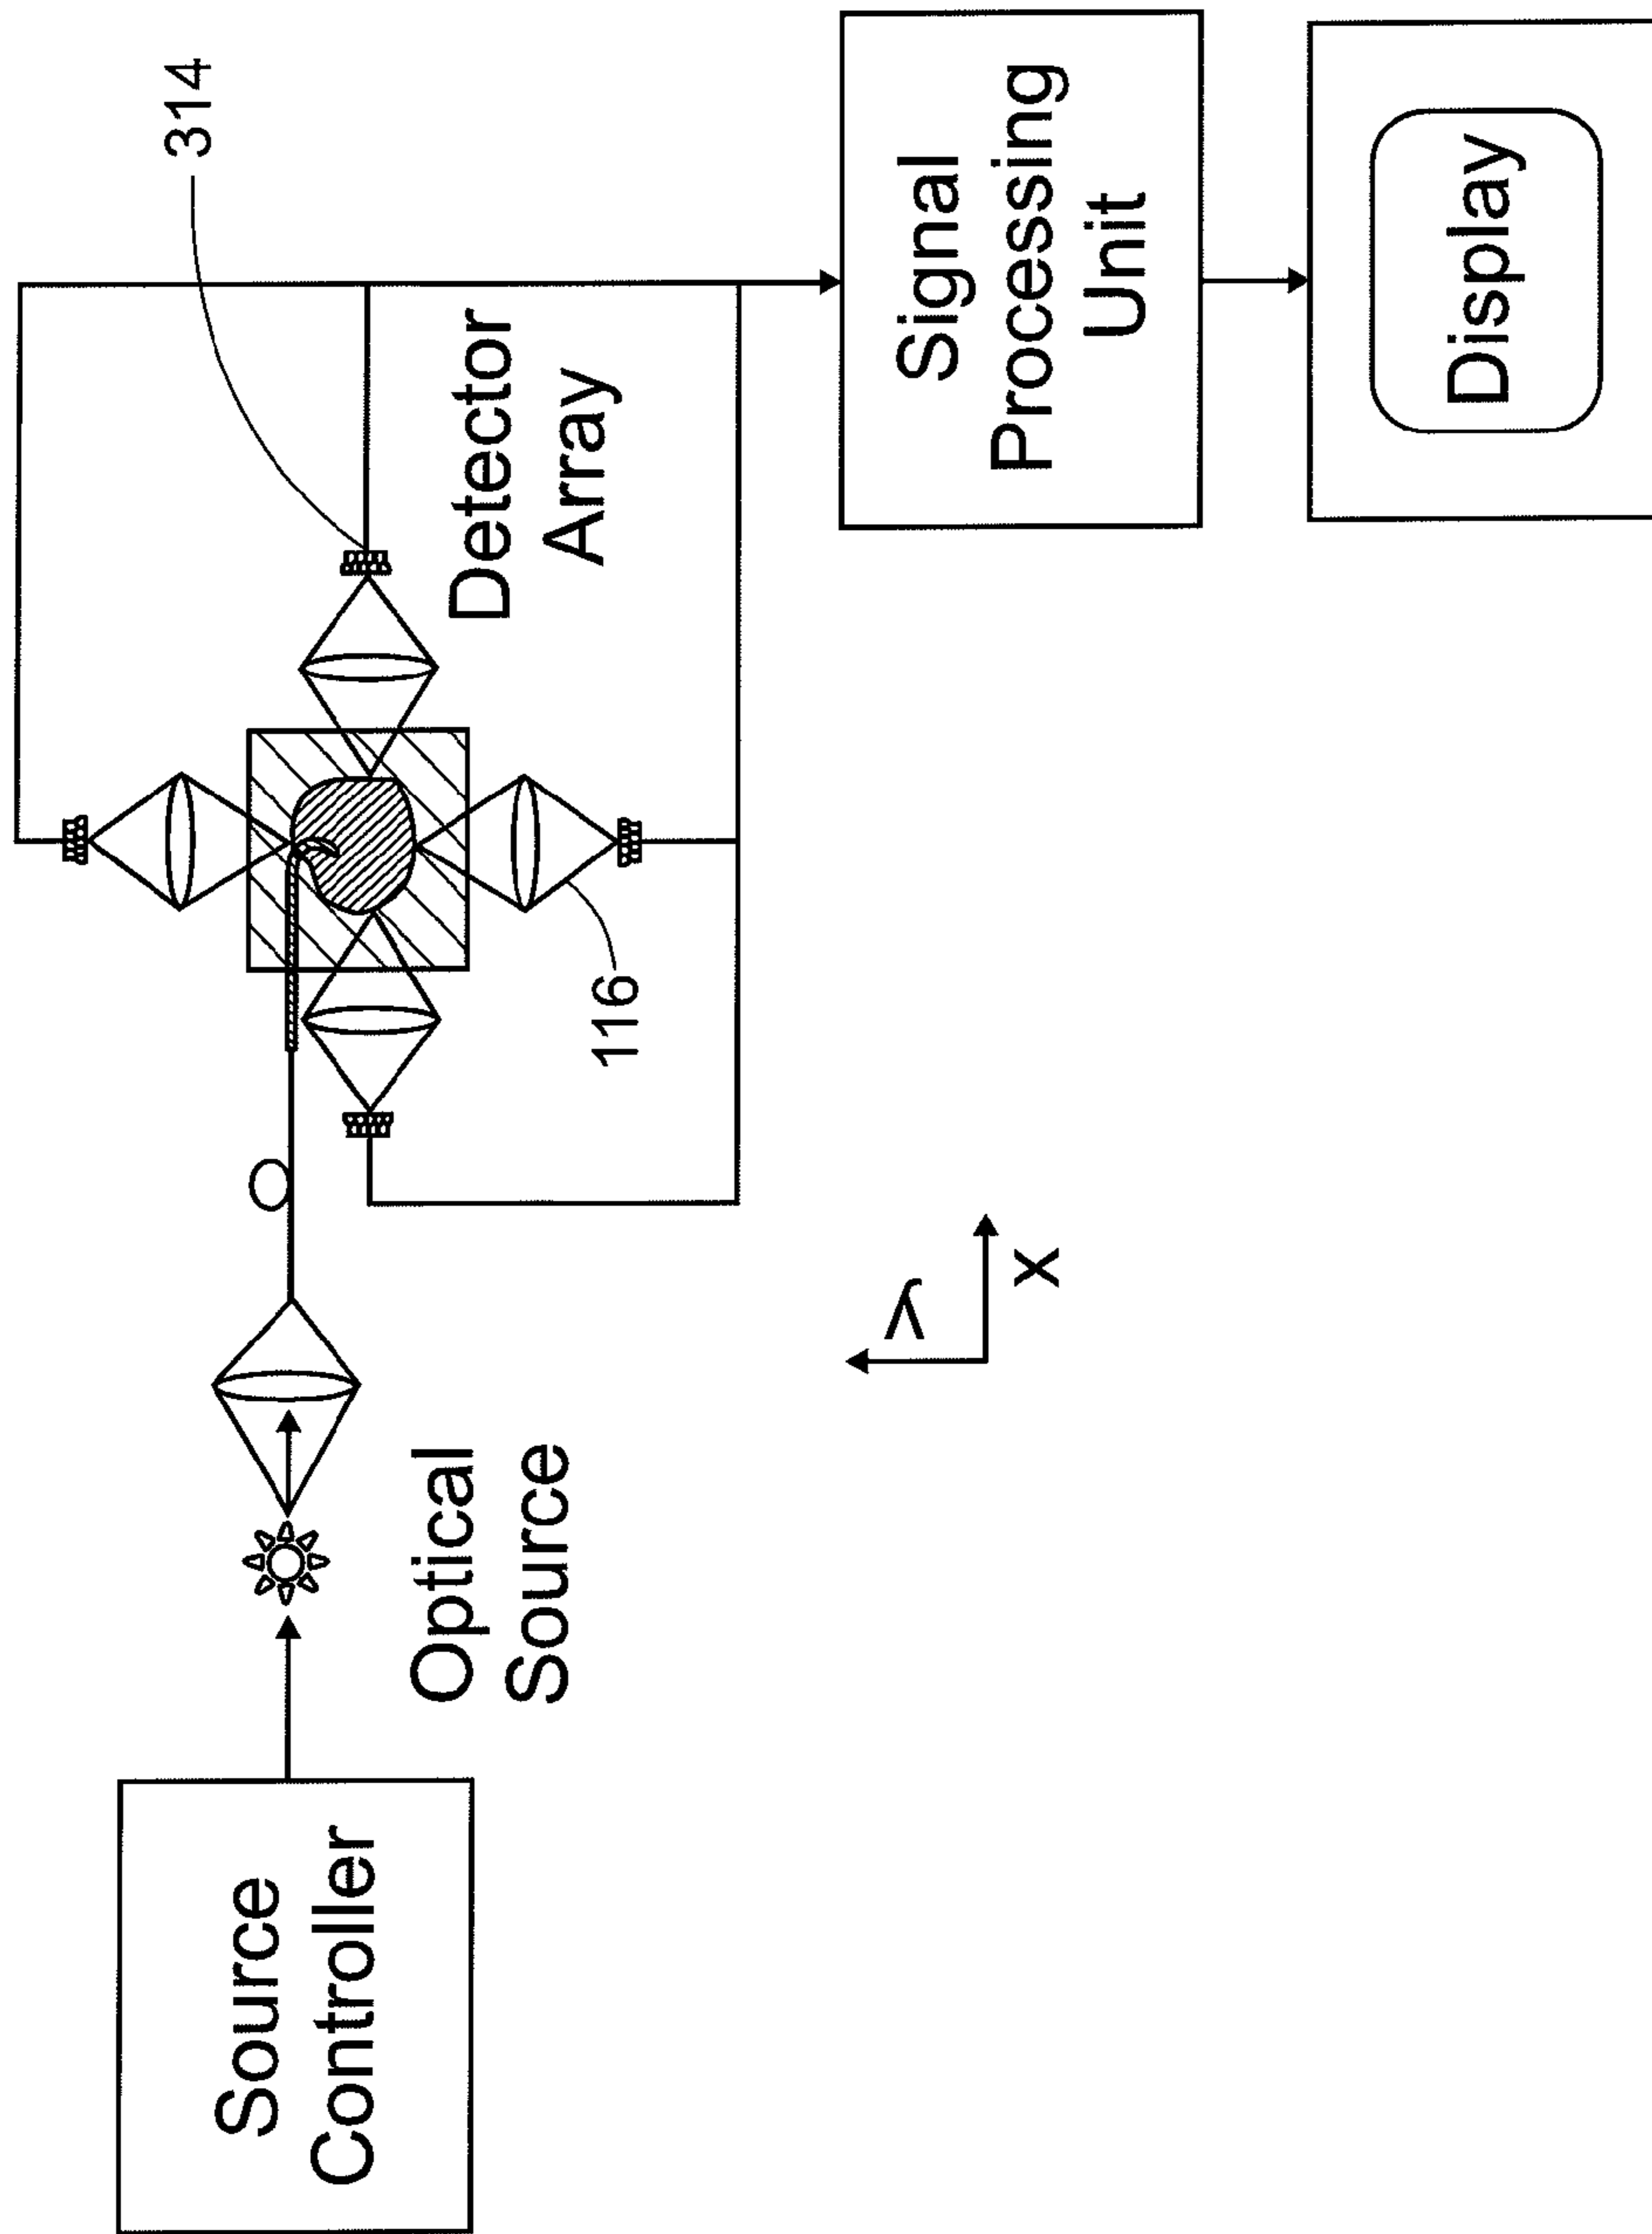 Source
Controller
Optical
Source
y
x
116
Detector
Array
314
Signal
Processing
Unit
Display